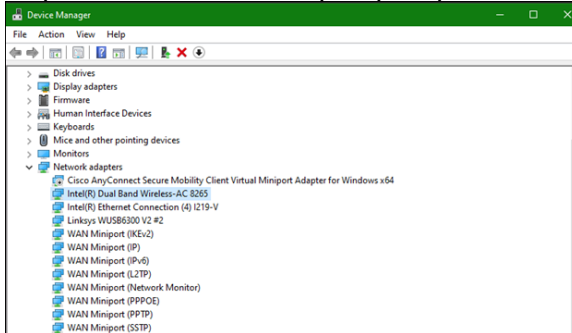 Device Manager
File Action View Help
Disk drives
Display adapters
Firmware
Human Interface Devices
Keyboards
Mice and other pointing devices
Monitors
Network adapters
Cisco AnyConnect Secure Mobility Client Virtual Miniport Adapter for Windows x64
Intel(R) Dual Band Wireless-AC 8265
Intel(R) Ethernet Connection (4) I219-V
Linksys WUSB6300 V2 #2
WAN Miniport (IKEv2)
WAN Miniport (IP)
WAN Miniport (IPv6)
WAN Miniport (L2TP)
WAN Miniport (Network Monitor)
WAN Miniport (PPPOE)
WAN Miniport (PPTP)
WAN Miniport (SSTP)